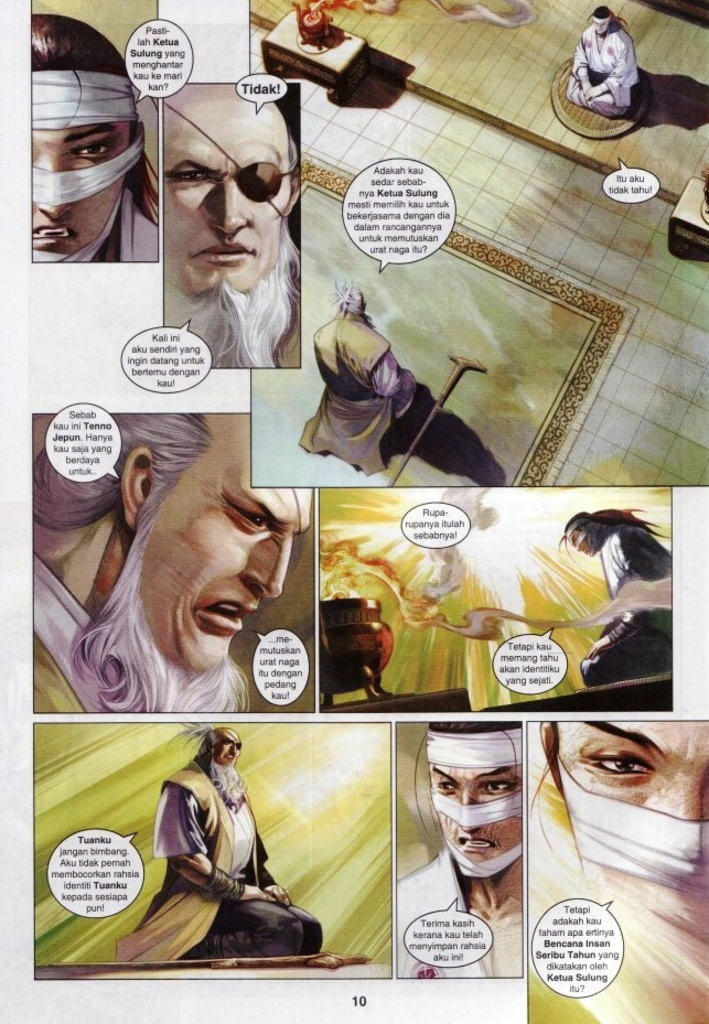 Pasti-
lah Ketua
Sulung yang
menghantar
kau ke mari
kan?
Tidak!
Kali ini
aku sendiri yang
ingin datang untuk
bertemu dengan
kau!
Adakah kau
sedar sebab-
nya Ketua Sulung
mesti memilih kau untuk
bekerjasama dengan dia
dalam rancangannya
untuk memutuskan
urat naga itu?
Itu aku
tidak tahu!
Sebab
kau ini Tenno
Jepun. Hanya
kau saja yang
berdaya
untuk..
...me-
mutuskan
urat naga
itu dengan
pedang
kau!
Rupa-
rupanya itulah
sebabnya!
Tetapi kau
memang tahu
akan identitiku
yang sejati.
Tuanku
jangan bimbang.
Aku tidak pernah
membocorkan rahsia
identiti Tuanku
kepada sesiapa
pun!
Terima kasih
kerana kau telah
menyimpan rahsia
aku ini!
Tetapi
adakah kau
faham apa ertinya
Bencana Insan
Seribu Tahun yang
dikatakan oleh
Ketua Sulung
itu?
10